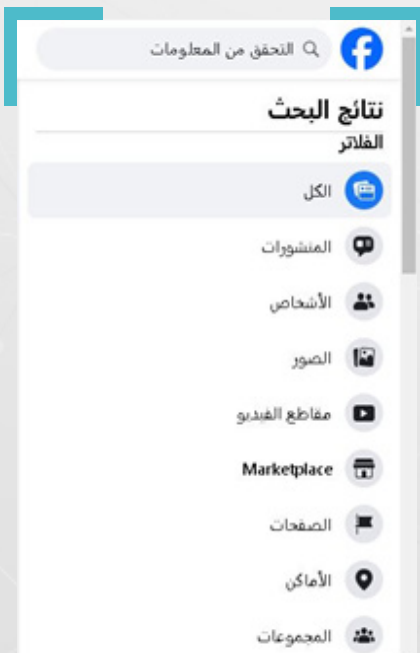 التحقق من المعلومات
نتائج البحث
الفلاتر
الكل
المنشورات
الأشخاص
الصور
مقاطع الفيديو
Marketplace
الصفحات
الأماكن
المجموعات